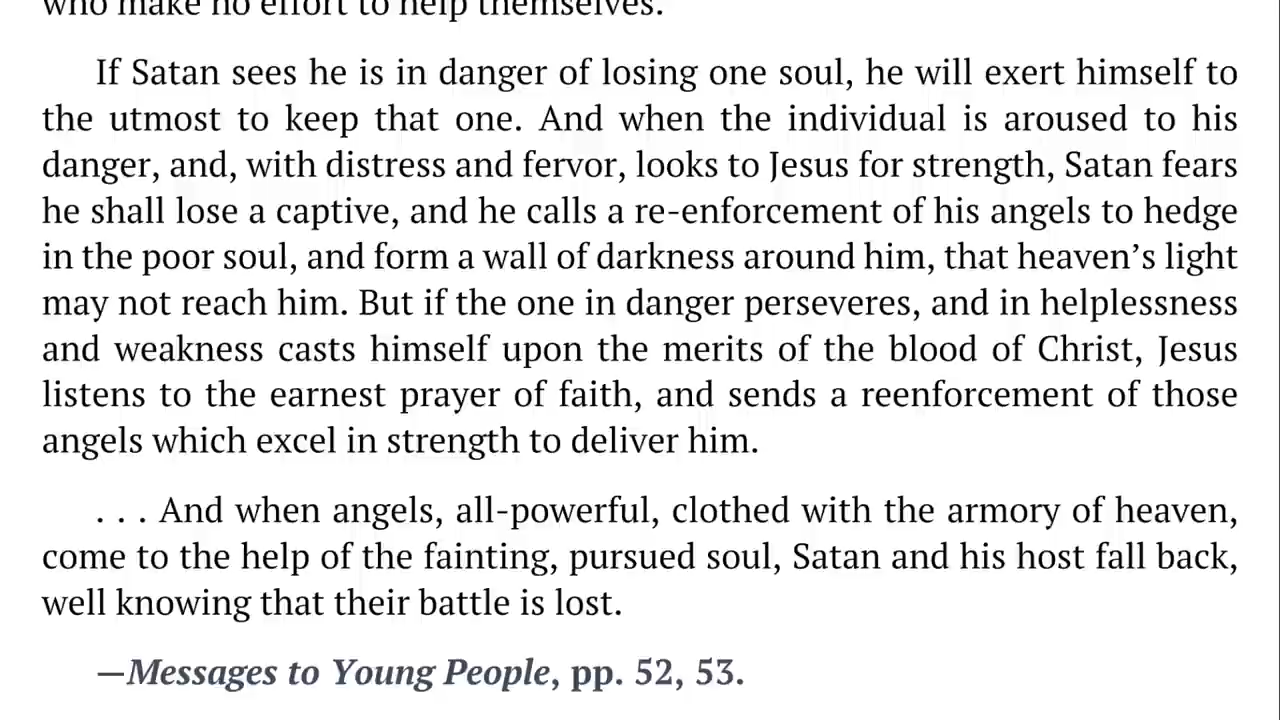 who make no effort to help themselves.
If Satan sees he is in danger of losing one soul, he will exert himself to
the utmost to keep that one. And when the individual is aroused to his
danger, and, with distress and fervor, looks to Jesus for strength, Satan fears
he shall lose a captive, and he calls a re-enforcement of his angels to hedge
in the poor soul, and form a wall of darkness around him, that heaven’s light
may not reach him. But if the one in danger perseveres, and in helplessness
and weakness casts himself upon the merits of the blood of Christ, Jesus
listens to the earnest prayer of faith, and sends a reenforcement of those
angels which excel in strength to deliver him.
. . . And when angels, all-powerful, clothed with the armory of heaven,
come to the help of the fainting, pursued soul, Satan and his host fall back,
well knowing that their battle is lost.
—Messages to Young People, pp. 52, 53.